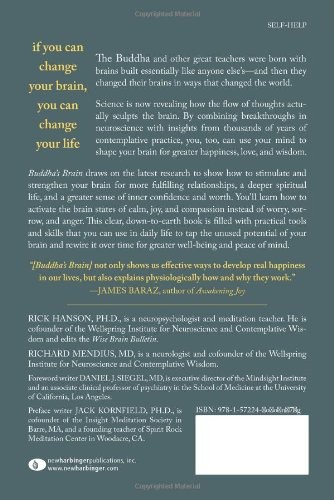 SELF-HELP
if you can
change
your brain,
you can
change
your life
The Buddha and other great teachers were born with
brains built essentially like anyone else's—and then they
changed their brains in ways that changed the world.
Science is now revealing how the flow of thoughts actu-
ally sculpts the brain. By combining breakthroughs in
neuroscience with insights from thousands of years of
contemplative practice, you, too, can use your mind to
shape your brain for greater happiness, love, and wisdom.
Buddha's Brain draws on the latest research to show how to stimulate and
strengthen your brain for more fulfilling relationships, a deeper spiritual
life, and a greater sense of inner confidence and worth. You'll learn how to
activate the brain states of calm, joy, and compassion instead of worry, sor-
row, and anger. This clear, down-to-earth book is filled with practical tools
and skills that you can use in daily life to tap the unused potential of your
brain and rewire it over time for greater well-being and peace of mind.
"[Buddha's Brain] not only shows us effective ways to develop real happiness
in our lives, but also explains physiologically how and why they work."
—JAMES BARAZ, author of Awakening Joy
RICK HANSON, PH.D., is a neuropsychologist and meditation teacher. He is
cofounder of the Wellspring Institute for Neuroscience and Contemplative Wis-
dom and edits the Wise Brain Bulletin.
RICHARD MENDIUS, MD, is a neurologist and cofounder of the Wellspring
Institute for Neuroscience and Contemplative Wisdom.
Foreword writer DANIEL J. SIEGEL, MD, is executive director of the Mindsight Institute
and an associate clinical professor of psychiatry in the School of Medicine at the University
of California, Los Angeles.
Preface writer JACK KORNFIELD, PH.D., is
cofounder of the Insight Meditation Society in
Barre, MA, and a founding teacher of Spirit Rock
Meditation Center in Woodacre, CA.
ISBN: 978-1-57224-
newharbingerpublications, inc.
www.newharbinger.com